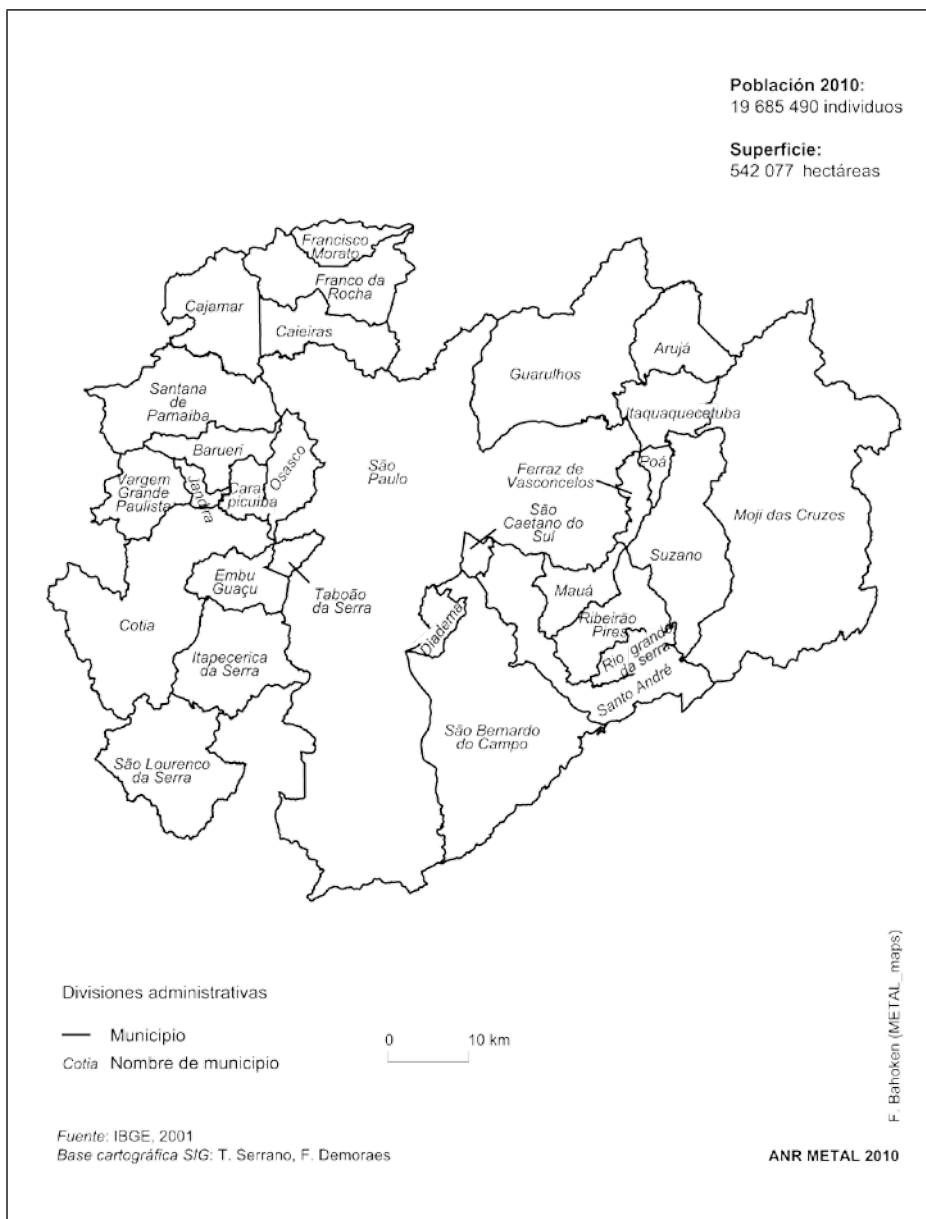 Población 2010:
19 685 490 individuos
Superficie:
542 077 hectáreas
Francisco
Morato
Franco da
Rocha
Cajamar
Caieiras
Arujá
Guarulhos
Santana
de
Parnaiba
Itaquaquecetuba
Barueri
Osasco
São
Paulo
Ferraz de
Vasconcelos
Poá
Vargem
Grande
Paulista
Jandira
Cara
picuiba
São
Caetano do
Sul
Moji das Cruzes
Suzano
Embu
Guaçu
Taboão
da Serra
Mauá
Cotia
Diadema
Ribeirão
Pires
Itapecerica
da Serra
Rio grande
da serra
Santo André
São Bernardo
do Campo
São Lourenco
da Serra
Divisiones administrativas
Municipio
Cotia Nombre de municipio
0 10 km
F. Bahoken (METAL_maps)
Fuente: IBGE, 2001
Base cartográfica SIG: T. Serrano, F. Demoraes
ANR METAL 2010